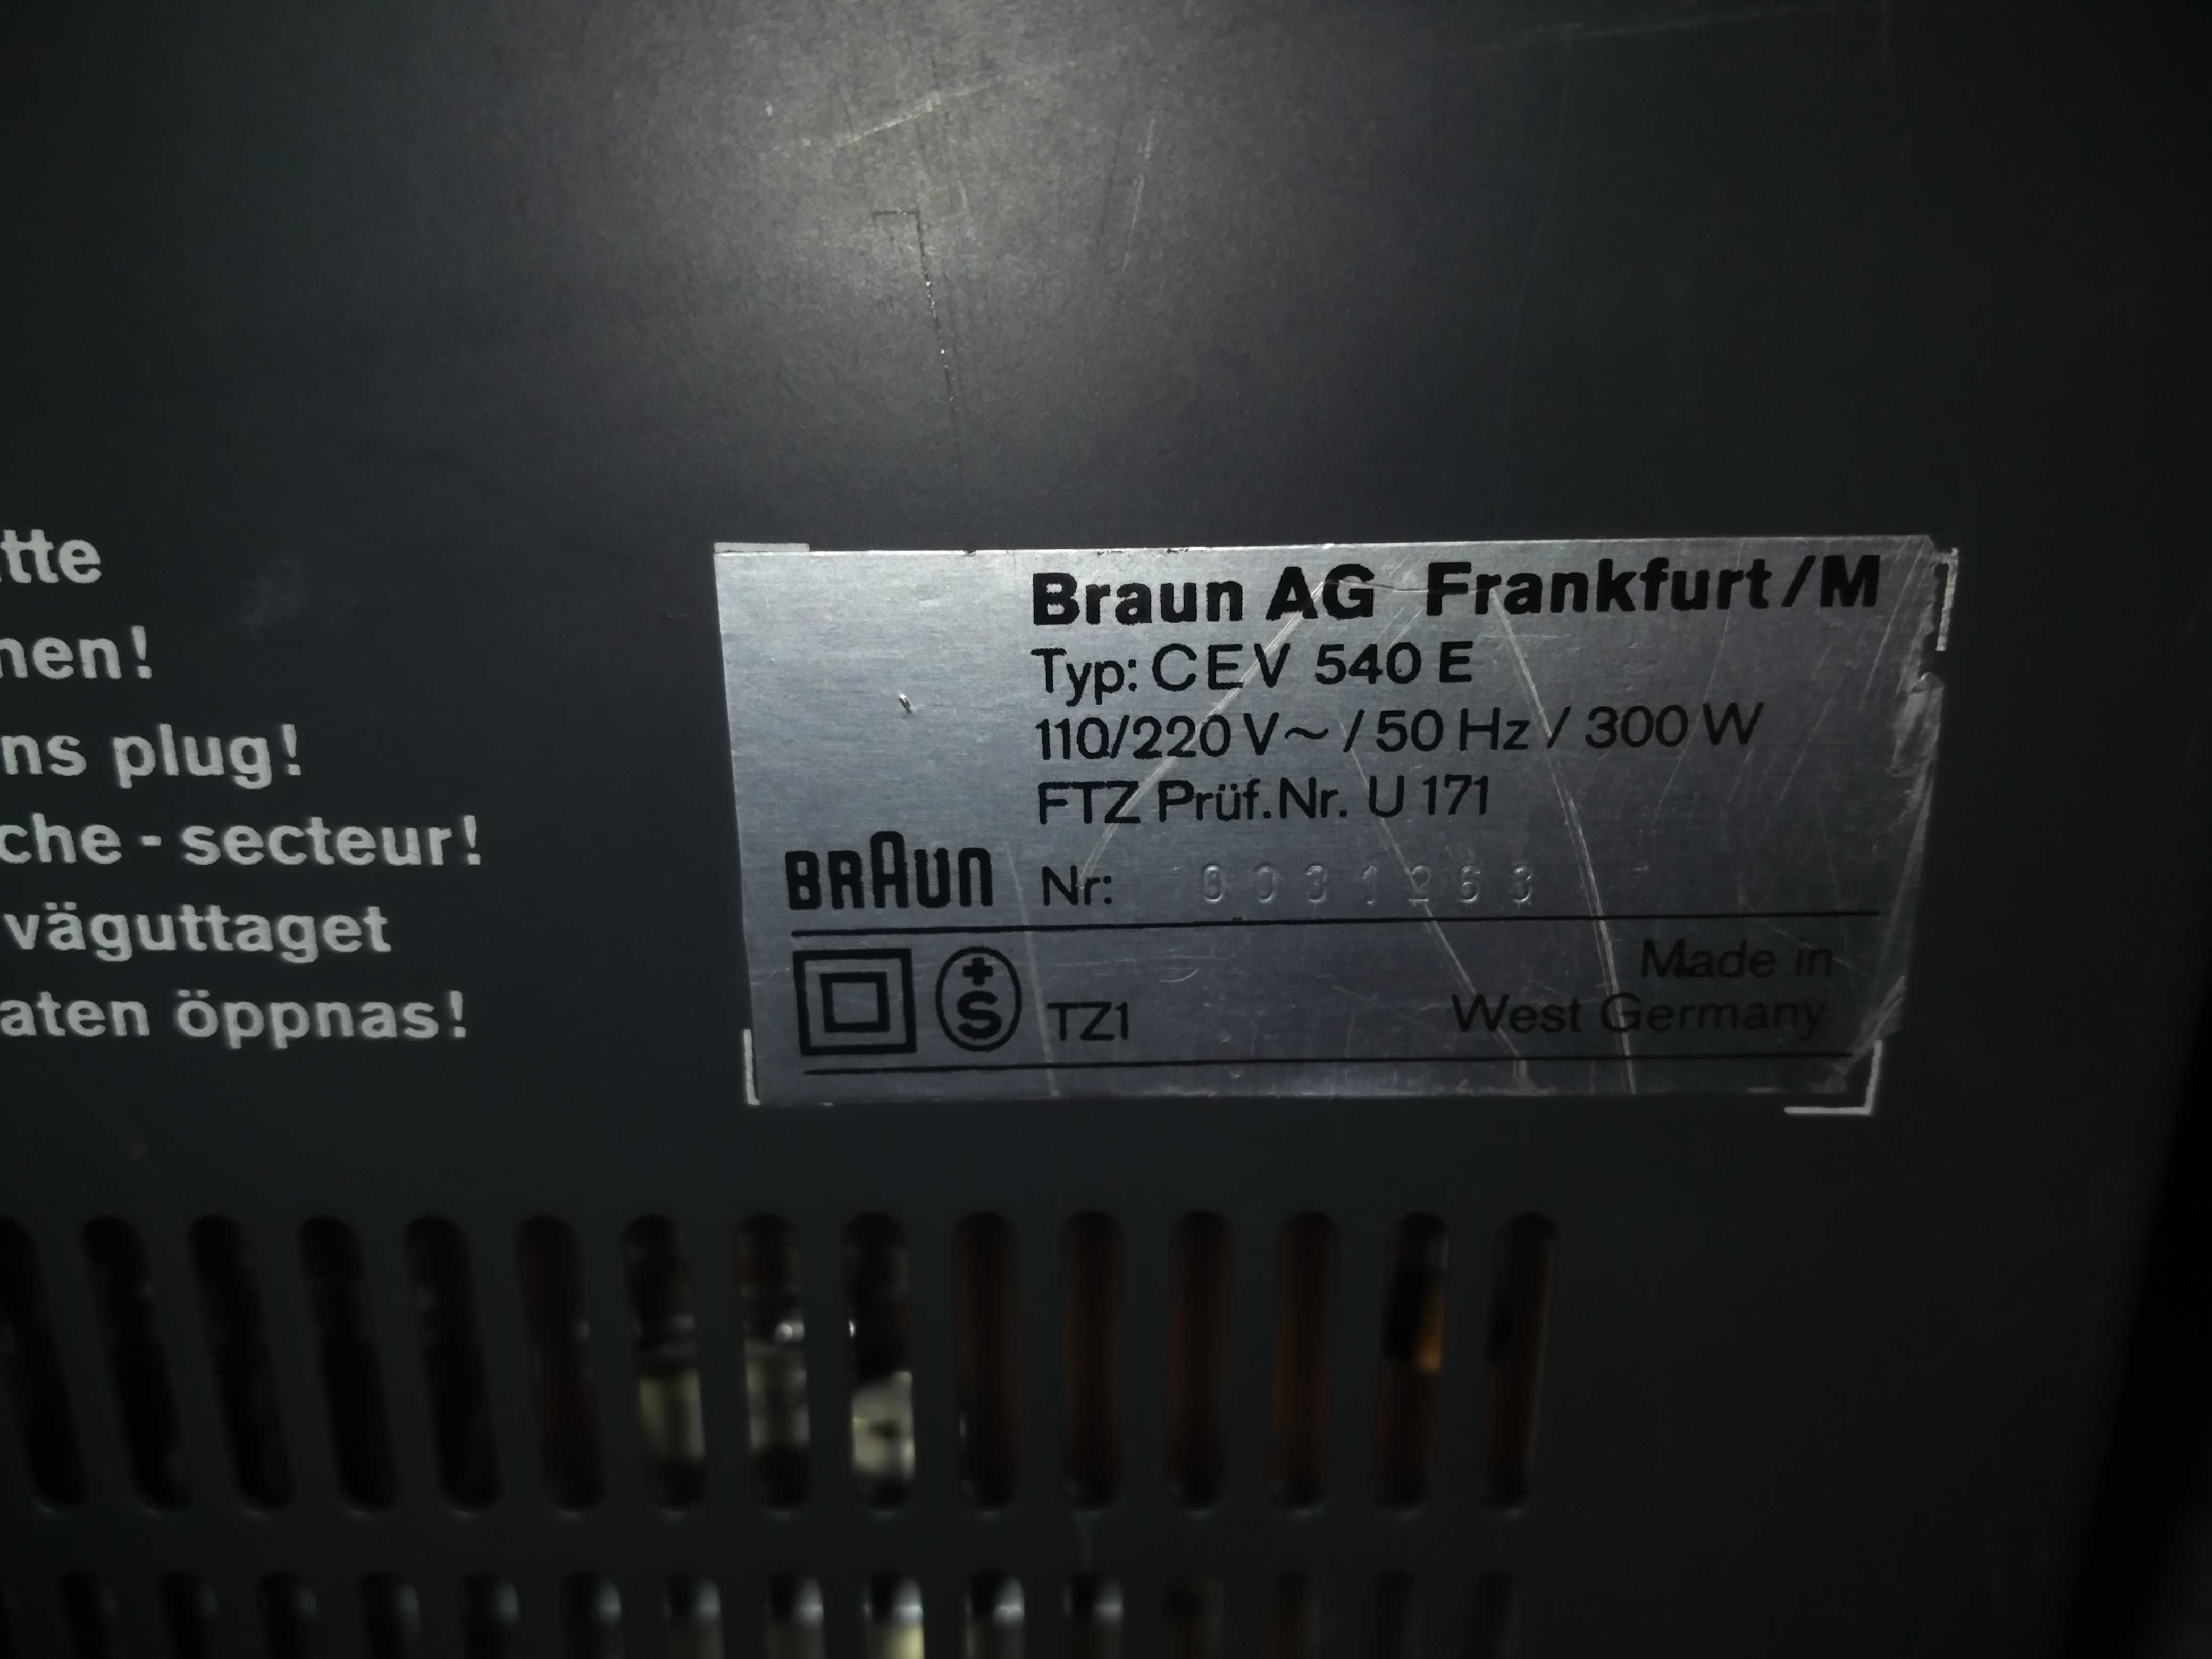 tte
nen!
ns plug!
che - secteur!
väguttaget
aten öppnas!
Braun AG Frankfurt/M
Typ: CEV 540 E
110/220 V~ / 50 Hz / 300 W
FTZ Prüf.Nr. U 171
BRAUN Nr:
+
S
TZ1
Made in
West Germany